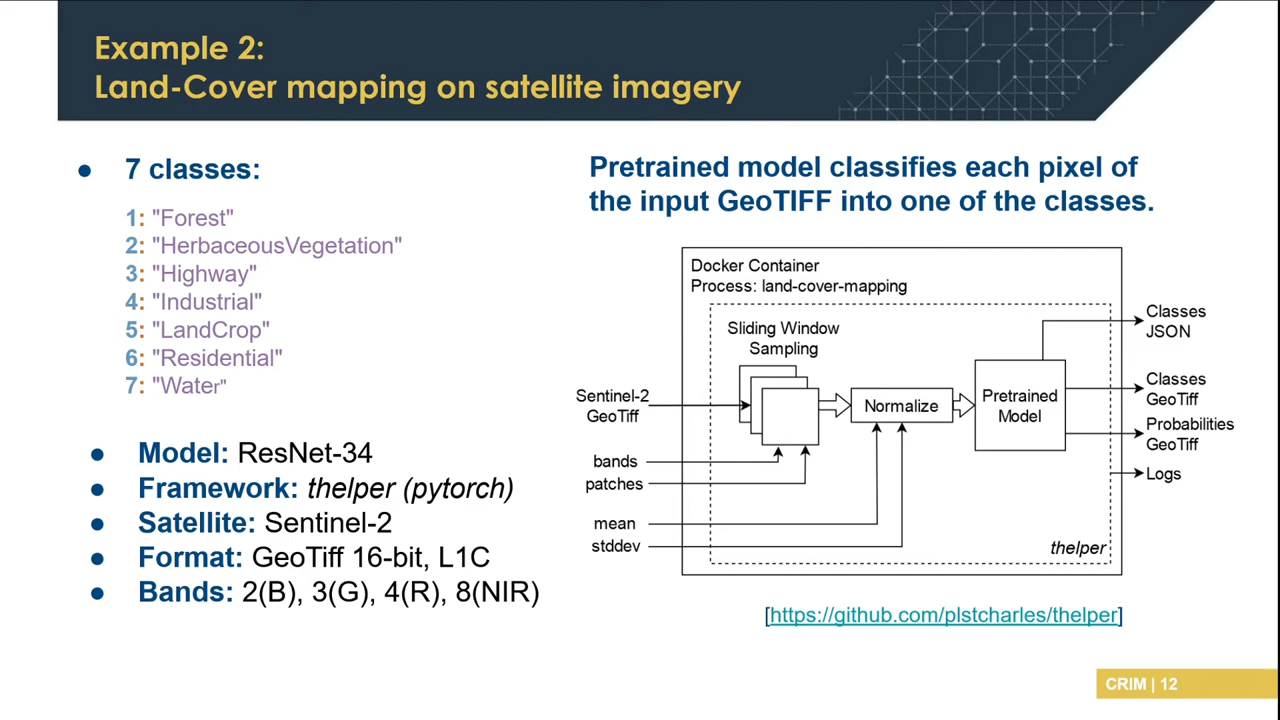 Example 2:
Land-Cover mapping on satellite imagery
● 7 classes:
1: "Forest"
2: "HerbaceousVegetation"
3: "Highway"
4: "Industrial"
5: "LandCrop"
6: "Residential"
7: "Water"
● Model: ResNet-34
● Framework: thelper (pytorch)
● Satellite: Sentinel-2
● Format: GeoTiff 16-bit, L1C
● Bands: 2(B), 3(G), 4(R), 8(NIR)
Pretrained model classifies each pixel of
the input GeoTIFF into one of the classes.
Docker Container
Process: land-cover-mapping
Sliding Window
Sampling
Sentinel-2
GeoTiff
bands
patches
mean
stddev
Normalize
Pretrained
Model
Classes
JSON
Classes
GeoTiff
Probabilities
GeoTiff
Logs
thelper
[https://github.com/plstcharles/thelper]
CRIM | 12